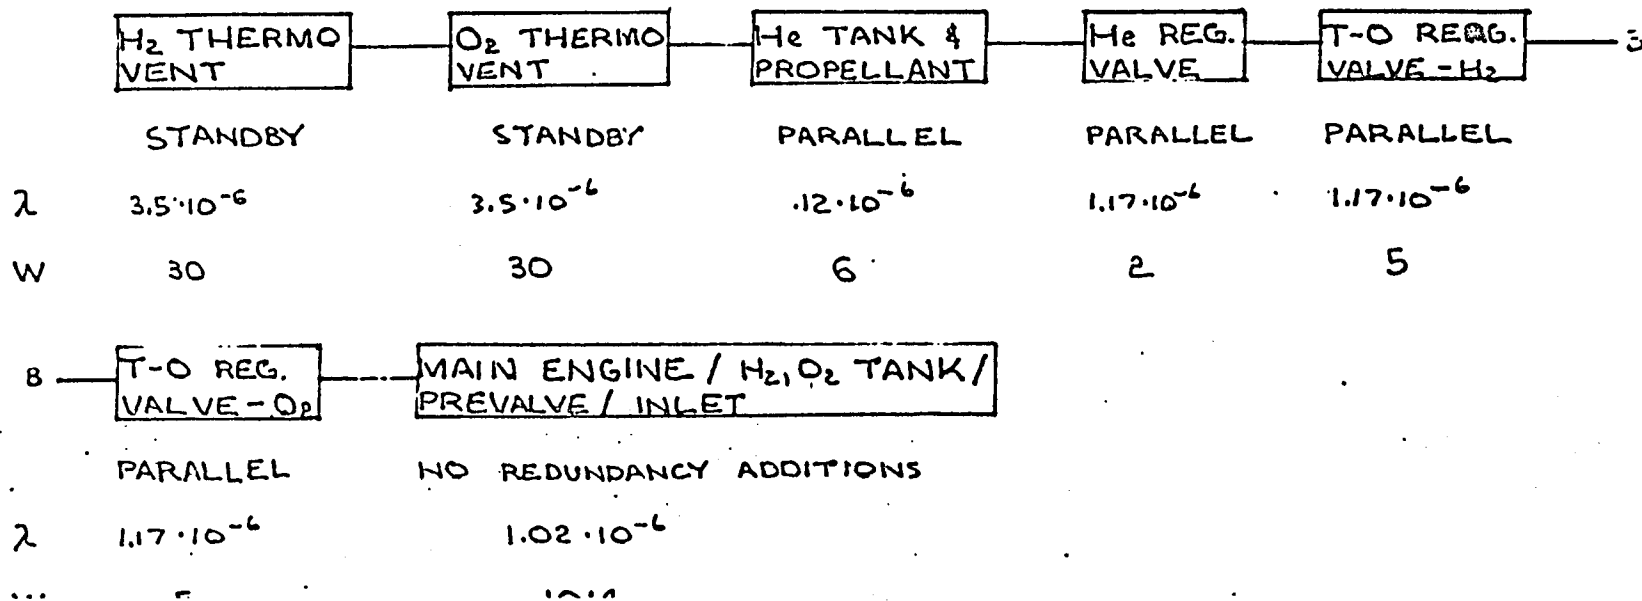 H₂ THERMO O₂ THERMO He TANK & He REG. T-O REG.
VENT VENT PROPELLANT VALVE VALVE-H₂
STANDBY STANDBY PARALLEL PARALLEL PARALLEL
λ 3.5·10⁻⁶ 3.5·10⁻⁶ .12·10⁻⁶ 1.17·10⁻⁶ 1.17·10⁻⁶
W 30 30 6 2 5
B T-O REG. MAIN ENGINE / H₂, O₂ TANK /
VALVE-O₂ PREVALVE / INLET
PARALLEL NO REDUNDANCY ADDITIONS
λ 1.17·10⁻⁶ 1.02·10⁻⁶